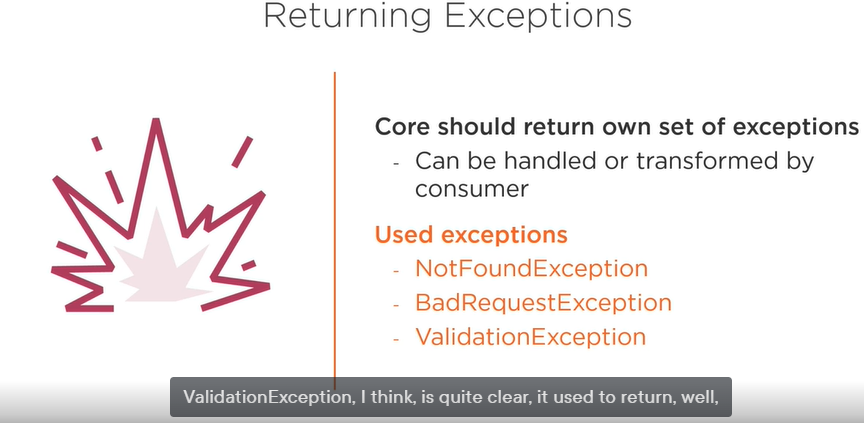 Returning Exceptions
Core should return own set of exceptions
- Can be handled or transformed by
consumer
Used exceptions
- NotFoundException
- BadRequestException
- ValidationException
ValidationException, I think, is quite clear, it used to return, well,